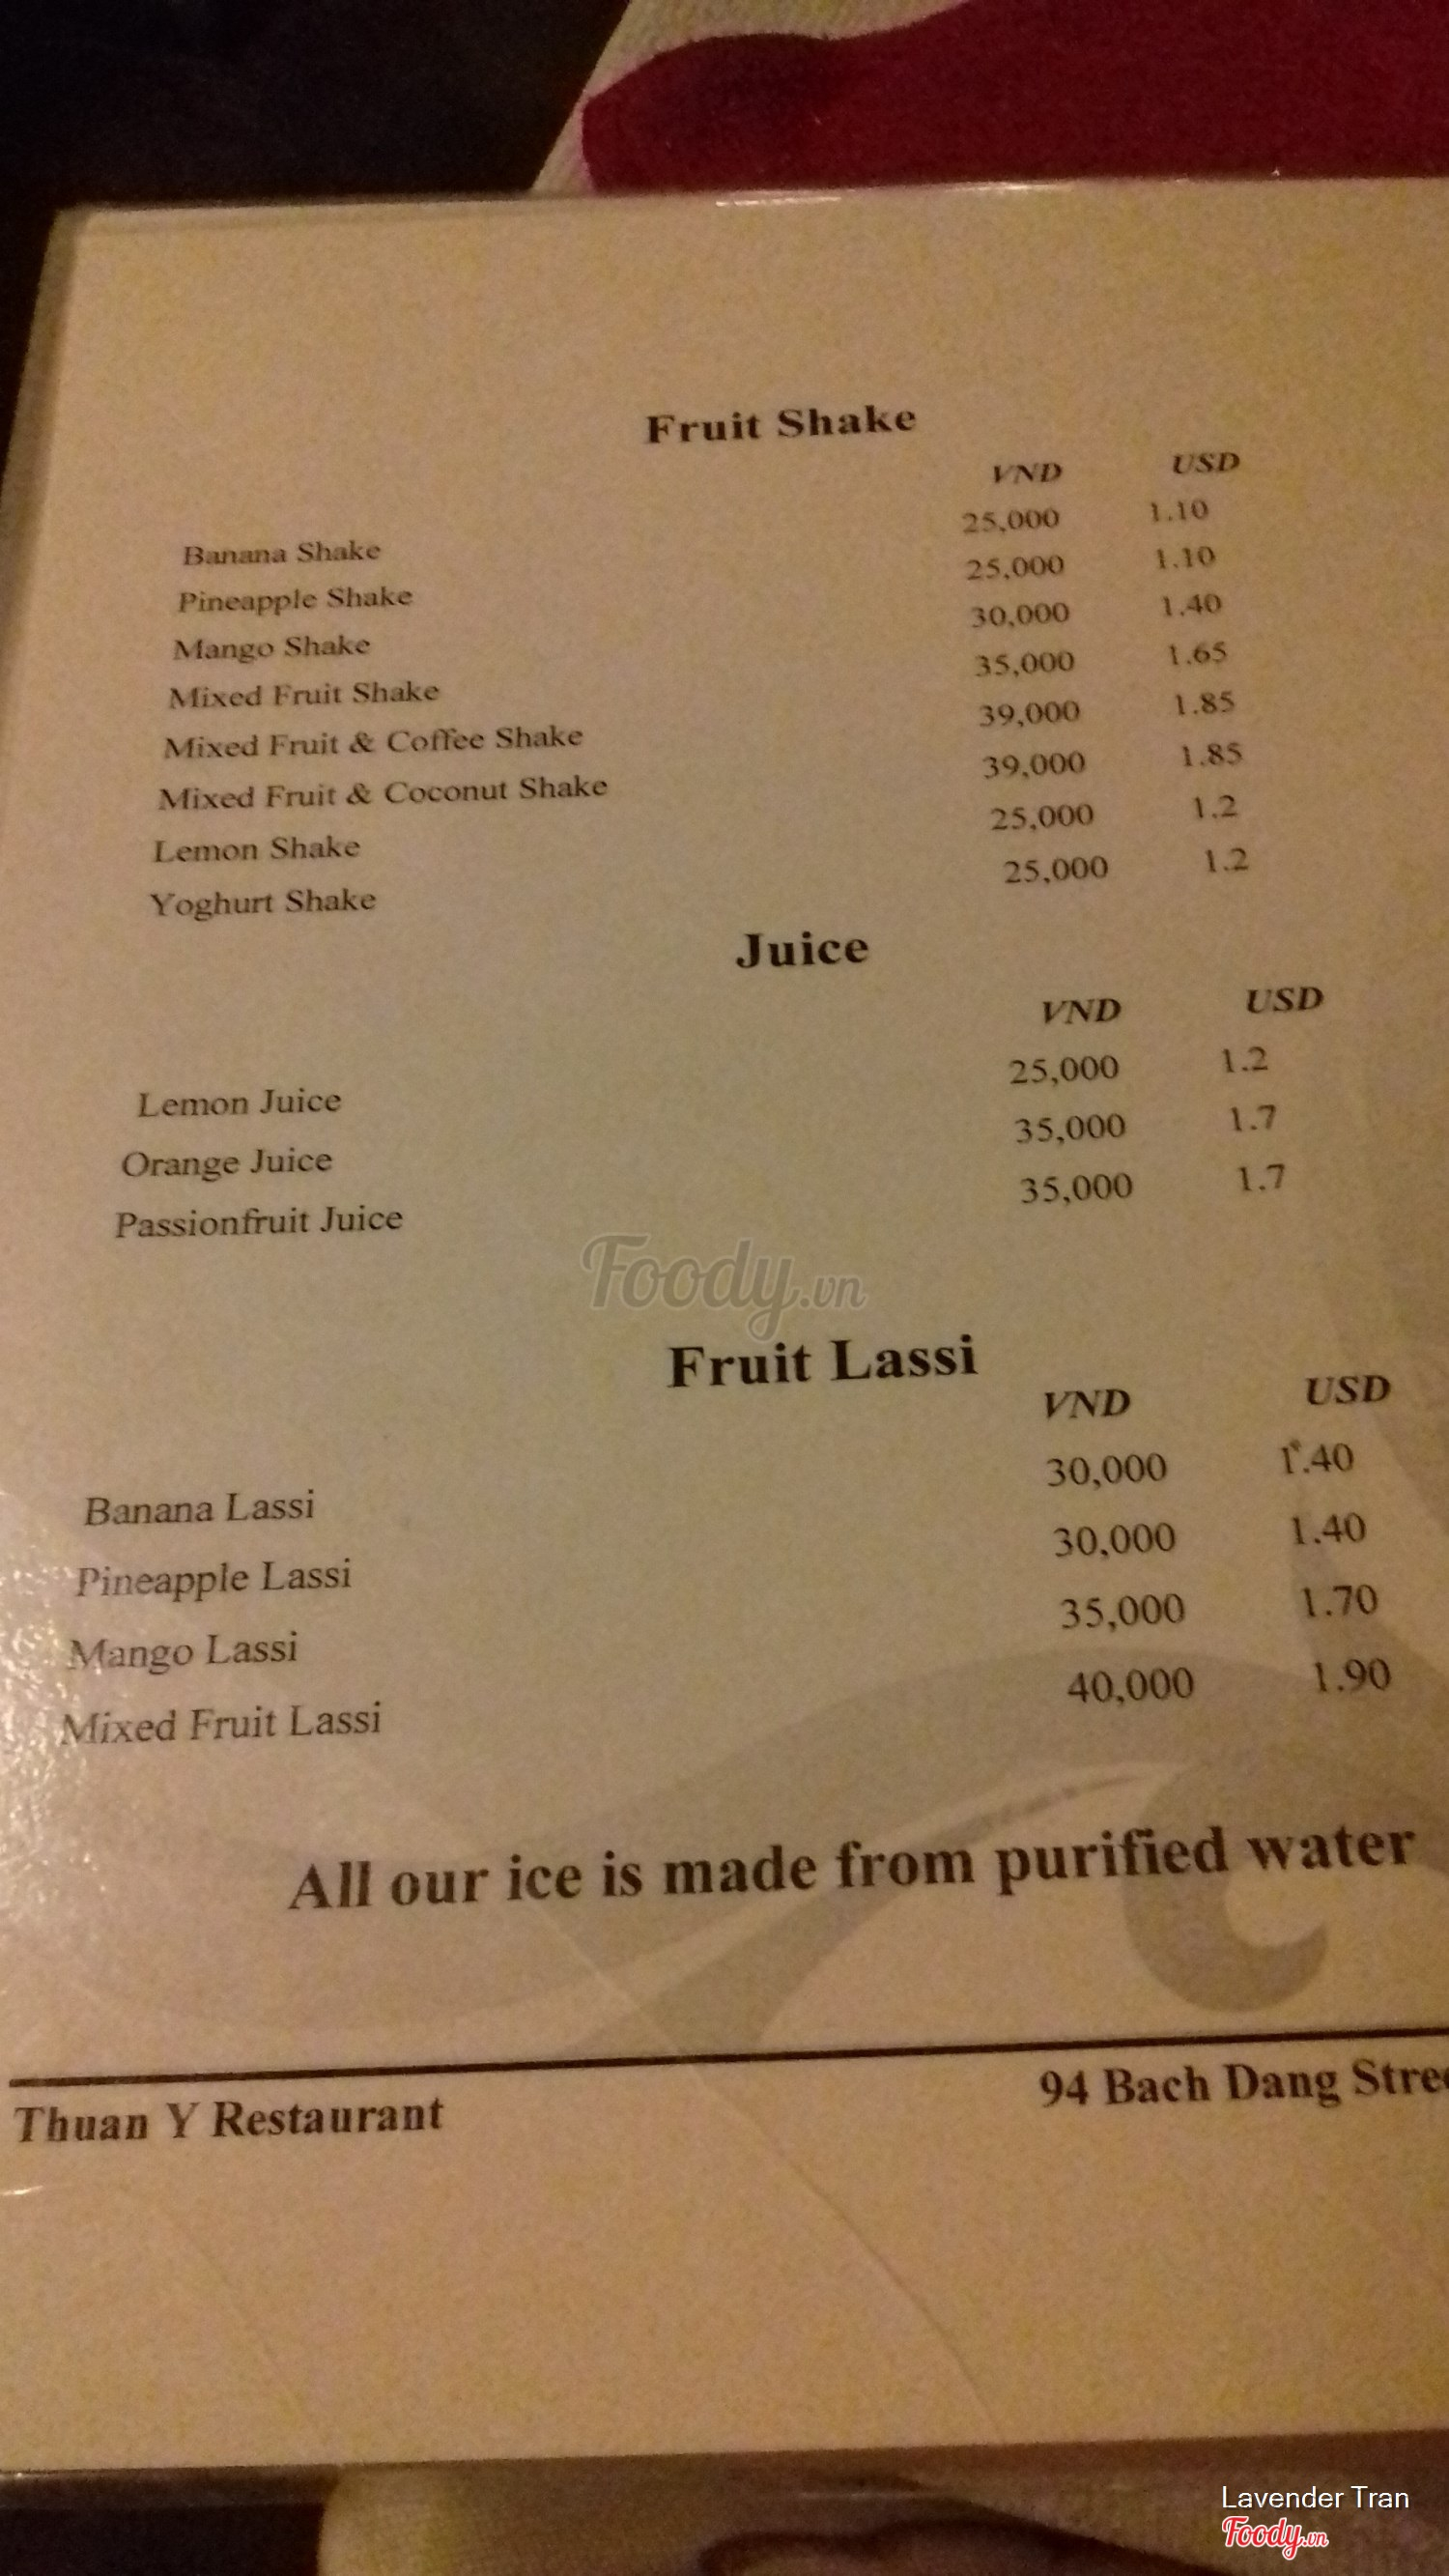 Fruit Shake
VND USD
Banana Shake 25,000 1.10
Pineapple Shake 25,000 1.10
Mango Shake 30,000 1.40
Mixed Fruit Shake 35,000 1.65
Mixed Fruit & Coffee Shake 39,000 1.85
Mixed Fruit & Coconut Shake 39,000 1.85
Lemon Shake 25,000 1.2
Yoghurt Shake 25,000 1.2
Juice
VND USD
Lemon Juice 25,000 1.2
Orange Juice 35,000 1.7
Passionfruit Juice 35,000 1.7
Foody.vn
Fruit Lassi
VND USD
Banana Lassi 30,000 1.40
Pineapple Lassi 30,000 1.40
Mango Lassi 35,000 1.70
Mixed Fruit Lassi 40,000 1.90
All our ice is made from purified water
Thuan Y Restaurant 94 Bach Dang Stree
Lavender Tran
Foody.vn